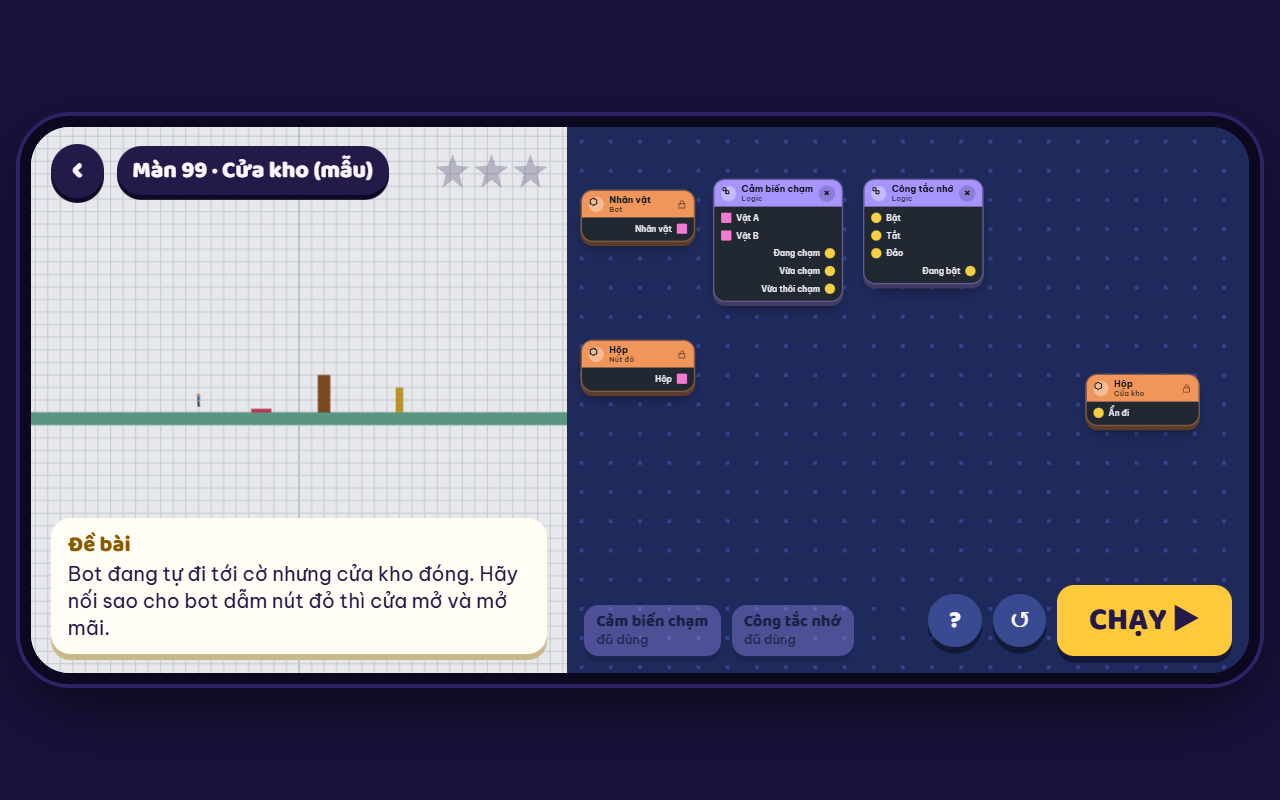 Màn 99 · Cửa kho (mẫu)
Nhân vật
Bot
Nhân vật
Cảm biến chạm
Logic
Vật A
Vật B
Đang chạm
Vừa chạm
Vừa thôi chạm
Công tắc nhớ
Logic
Bật
Tắt
Đảo
Đang bật
Hộp
Nút đỏ
Hộp
Hộp
Cửa kho
Ẩn đi
Đề bài
Bot đang tự đi tới cờ nhưng cửa kho đóng. Hãy
nối sao cho bot dẫm nút đỏ thì cửa mở và mở
mãi.
Cảm biến chạm
đã dùng
Công tắc nhớ
đã dùng
?
CHẠY